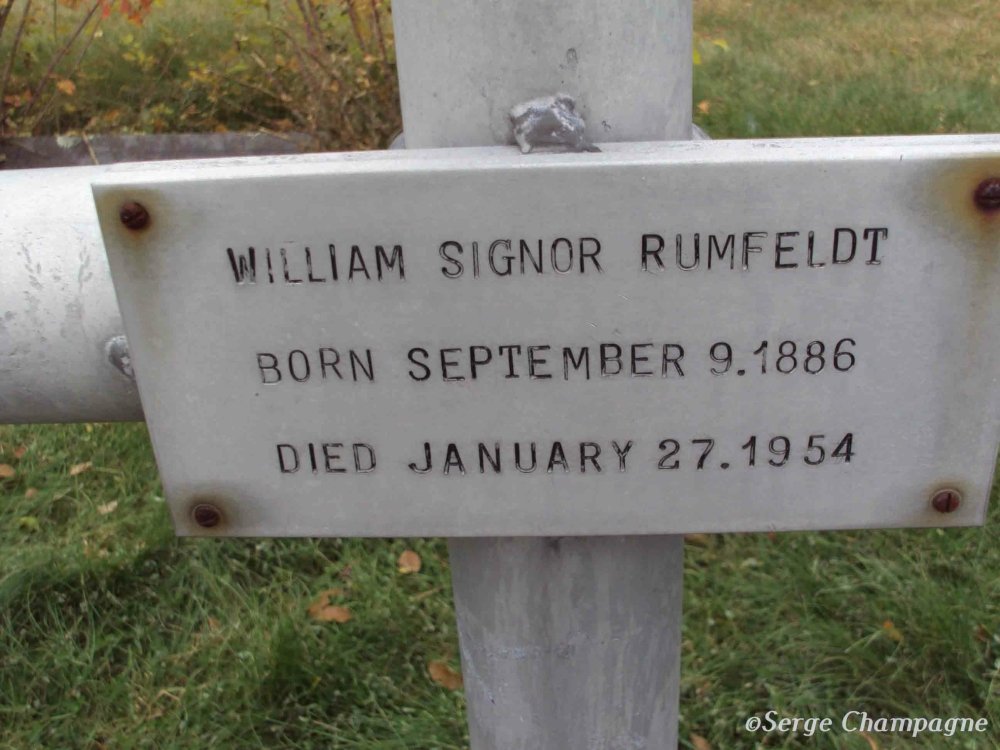 WILLIAM SIGNOR RUMFELDT
BORN SEPTEMBER 9.1886
DIED JANUARY 27.1954
©Serge Champagne